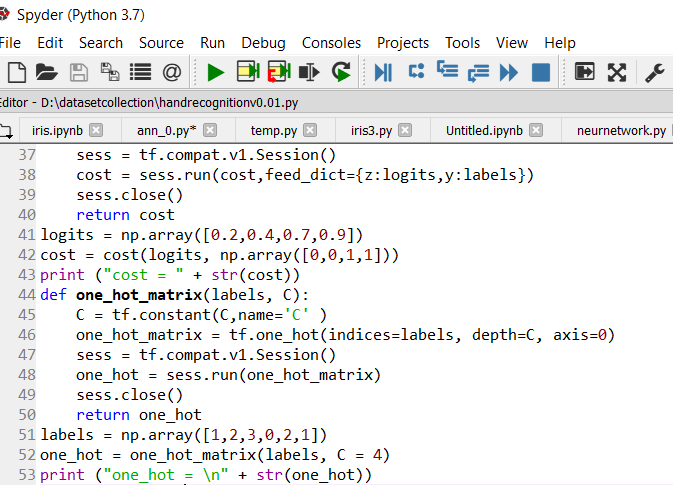 Spyder (Python 3.7)
File Edit Search Source Run Debug Consoles Projects Tools View Help
Editor - D:\datasetcollection\handrecognitionv0.01.py
iris.ipynb ann_0.py* temp.py iris3.py Untitled.ipynb neurnetwork.py
37     sess = tf.compat.v1.Session()
38     cost = sess.run(cost,feed_dict={z:logits,y:labels})
39     sess.close()
40     return cost
41 logits = np.array([0.2,0.4,0.7,0.9])
42 cost = cost(logits, np.array([0,0,1,1]))
43 print ("cost = " + str(cost))
44 def one_hot_matrix(labels, C):
45     C = tf.constant(C,name='C' )
46     one_hot_matrix = tf.one_hot(indices=labels, depth=C, axis=0)
47     sess = tf.compat.v1.Session()
48     one_hot = sess.run(one_hot_matrix)
49     sess.close()
50     return one_hot
51 labels = np.array([1,2,3,0,2,1])
52 one_hot = one_hot_matrix(labels, C = 4)
53 print ("one_hot = \n" + str(one_hot))